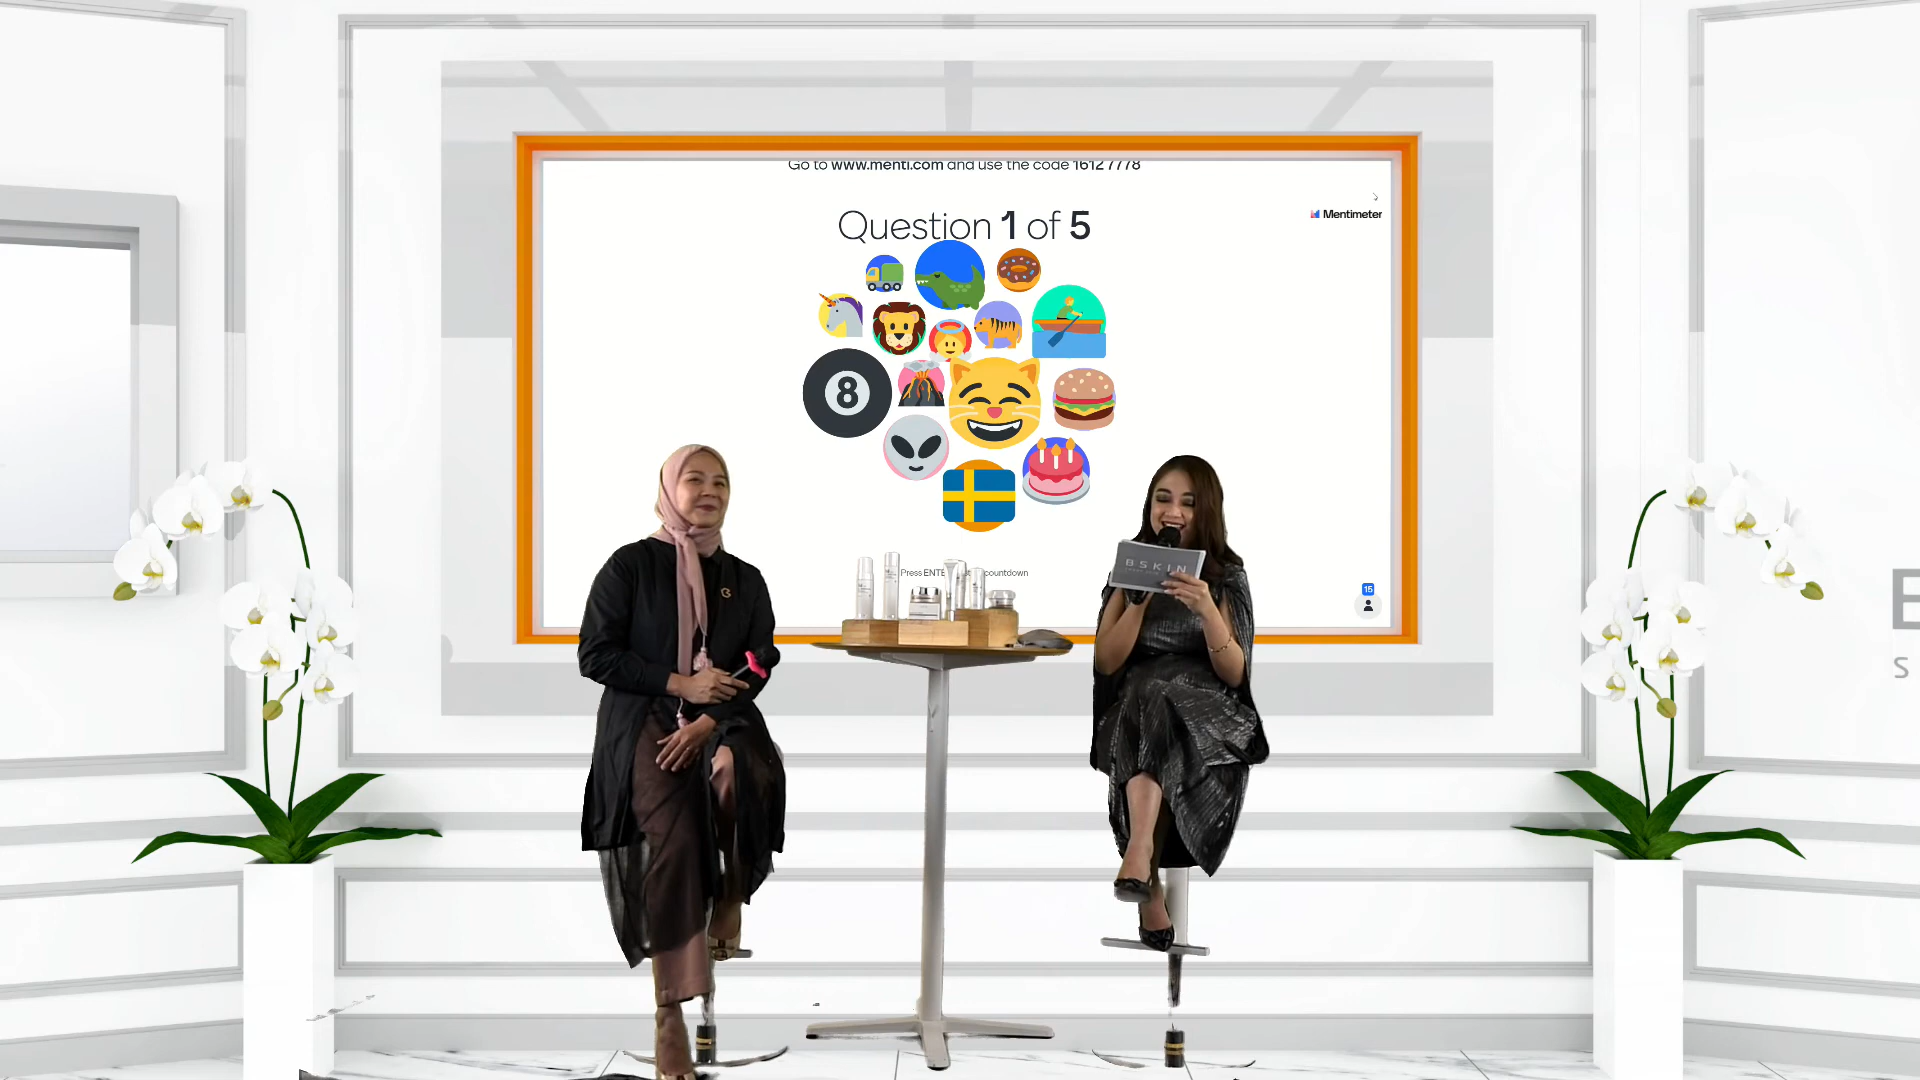 Go to www.menti.com and use the code 1612 7778
Mentimeter
Question 1 of 5
8
Press ENTE
countdown
15
BSKIN
E
S